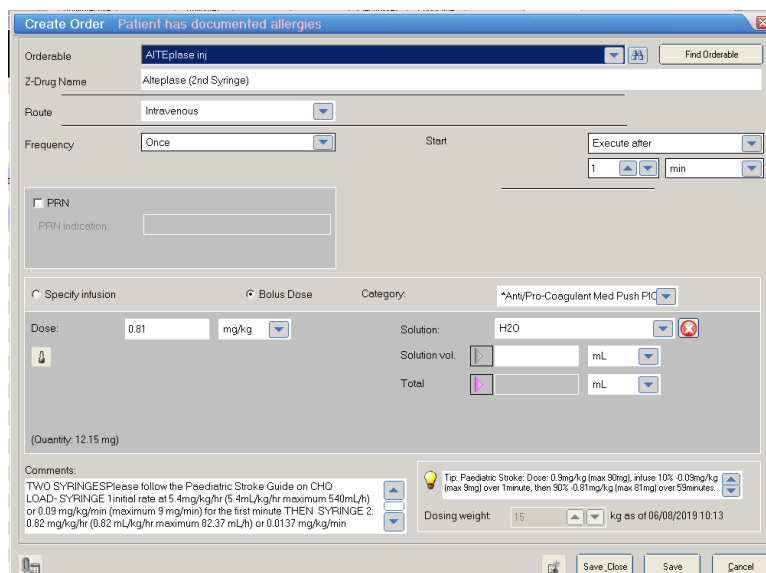 Create Order Patient has documented allergies
Orderable AlTEplase inj Find Orderable
Z-Drug Name Alteplase (2nd Syringe)
Route Intravenous
Frequency Once Start Execute after
1 min
PRN
PRN indication:
Specify infusion Bolus Dose Category: *Anti/Pro-Coagulant Med Push PIC
Dose: 0.81 mg/kg Solution: H2O
Solution vol. mL
Total mL
(Quantity: 12.15 mg)
Comments:
TWO SYRINGESPlease follow the Paediatric Stroke Guide on CHQ
LOAD- SYRINGE 1initial rate at 5.4mg/kg/hr (5.4mL/kg/hr maximum 540mL/h)
or 0.09 mg/kg/min (maximum 9 mg/min) for the first minute THEN SYRINGE 2:
0.82 mg/kg/hr (0.82 mL/kg/hr maximum 82.37 mL/h) or 0.0137 mg/kg/min
Tip: Paediatric Stroke: Dose: 0.9mg/kg (max 90mg), infuse 10% -0.09mg/kg
(max 9mg) over 1minute, then 90% -0.81mg/kg (max 81mg) over 59minutes.
Dosing weight 15 kg as of 06/08/2019 10:13
Save_Close Save Cancel